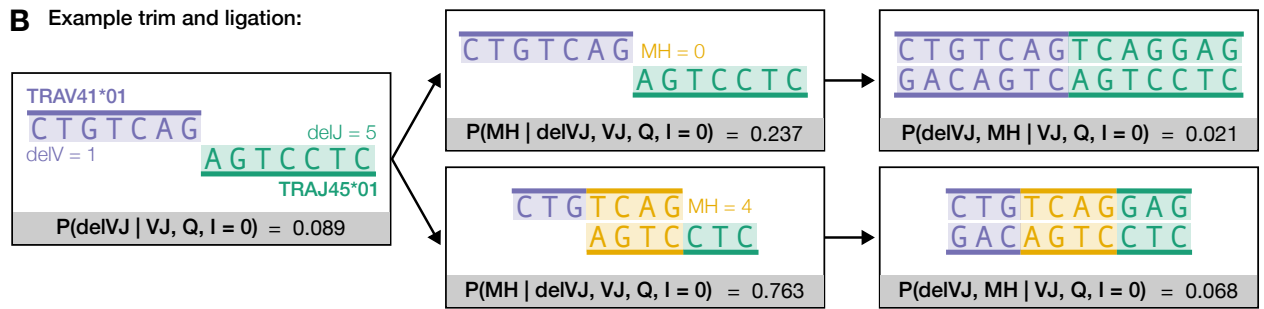 B Example trim and ligation:
TRAV41*01
CTGTCAG
delV = 1
delJ = 5
AGTCCTC
TRAJ45*01
P(delVJ | VJ, Q, I = 0) = 0.089
CTGTCAG MH = 0
AGTCCTC
P(MH | delVJ, VJ, Q, I = 0) = 0.237
CTGTCAGTCAGGAG
GACAGTCAGTCCTC
P(delVJ, MH | VJ, Q, I = 0) = 0.021
CTGTCAG MH = 4
AGTCCTC
P(MH | delVJ, VJ, Q, I = 0) = 0.763
CTGTCAGGAG
GACAGTCCTC
P(delVJ, MH | VJ, Q, I = 0) = 0.068